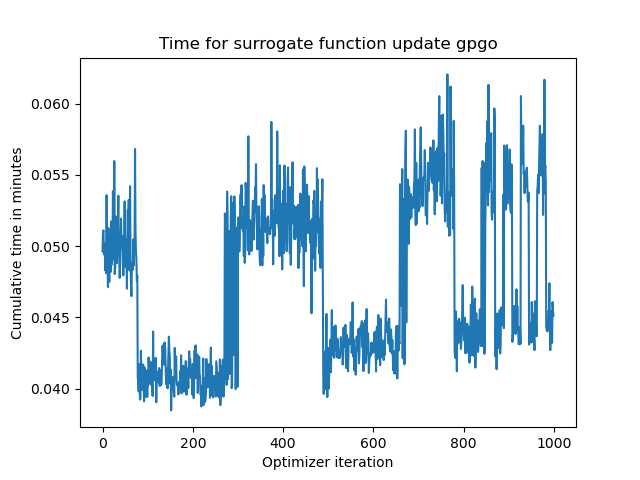 Time for surrogate function update gpgo
Cumulative time in minutes
0.060
0.055
0.050
0.045
0.040
0 200 400 600 800 1000
Optimizer iteration